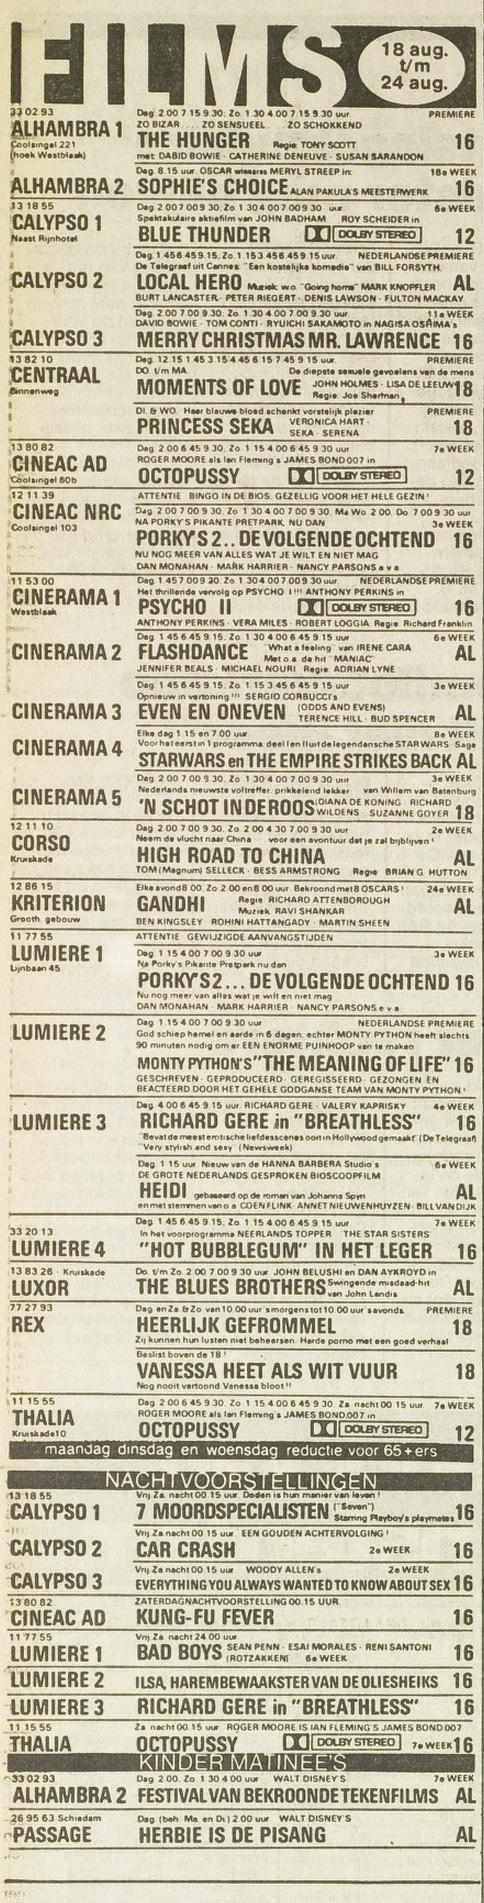 FILMS
18 aug.
t/m
24 aug.
33 02 93
Dag. 2.00 7.15 9.30. Zo. 1.30 4.00 7.15 9.30 uur.
PREMIERE
ZO BIZAR.... ZO SENSUEEL.... ZO SCHOKKEND
ALHAMBRA 1
Coolsingel 221
(hoek Westblaak)
THE HUNGER
Regie: TONY SCOTT
16
met: DABID BOWIE - CATHERINE DENEUVE - SUSAN SARANDON
Dag. 8.15 uur. OSCAR winnares MERYL STREEP in:
18e WEEK
ALHAMBRA 2
SOPHIE'S CHOICE ALAN PAKULA'S MEESTERWERK
16
13 18 55
Dag. 2.00 7.00 9.30. Zo. 1.30 4.00 7.00 9.30 uur.
6e WEEK
Spektakulaire aktiefilm van JOHN BADHAM ROY SCHEIDER in
CALYPSO 1
Naast Rijnhotel
BLUE THUNDER
DOLBY STEREO
12
Dag. 1.45 6.45 9.15. Zo. 1.15 3.45 6.45 9.15 uur.
NEDERLANDSE PREMIERE
De Telegraaf uit Cannes: "Een kostelijke komedie" van BILL FORSYTH.
CALYPSO 2
LOCAL HERO Muziek: w.o. "Going home" MARK KNOPFLER
AL
BURT LANCASTER - PETER RIEGERT - DENIS LAWSON - FULTON MACKAY
Dag. 2.00 7.00 9.30. Zo. 1.30 4.00 7.00 9.30 uur.
11e WEEK
DAVID BOWIE - TOM CONTI - RYUICHI SAKAMOTO in NAGISA OSHIMA's
CALYPSO 3
MERRY CHRISTMAS MR. LAWRENCE
16
13 82 10
Dag. 12.15 1.45 3.15 4.45 6.15 7.45 9.15 uur.
PREMIERE
DO. t/m MA.
De diepste sexuele gevoelens van de mens
CENTRAAL
Binnenweg
MOMENTS OF LOVE
JOHN HOLMES - LISA DE LEEUW
Regie: Joe Sherman
18
DI. & WO. Haar blauwe bloed schenkt vorstelijk plezier
PREMIERE
PRINCESS SEKA
VERONICA HART -
SEKA - SERENA
18
13 80 82
Dag. 2.00 6.45 9.30. Zo. 1.15 4.00 6.45 9.30 uur.
7e WEEK
ROGER MOORE als Ian Fleming's JAMES BOND 007 in
CINEAC AD
Coolsingel 60b
OCTOPUSSY
DOLBY STEREO
12
12 11 39
ATTENTIE BINGO IN DE BIOS. GEZELLIG VOOR HET HELE GEZIN!
CINEAC NRC
Coolsingel 103
Dag. 2.00 7.00 9.30. Zo. 1.30 4.00 7.00 9.30. Ma. Wo. 2.00. Do. 7.00 9.30 uur
NA PORKY'S PIKANTE PRETPARK, NU DAN
3e WEEK
PORKY'S 2.. DE VOLGENDE OCHTEND
16
NU NOG MEER VAN ALLES WAT JE WILT EN NIET MAG
DAN MONAHAN - MARK HARRIER - NANCY PARSONS e.v.a
11 53 00
Dag. 1.45 7.00 9.30. Zo. 1.30 4.00 7.00 9.30 uur.
NEDERLANDSE PREMIERE
Het thrillende vervolg op PSYCHO I!!! ANTHONY PERKINS in
CINERAMA 1
Westblaak
PSYCHO II
DOLBY STEREO
16
ANTHONY PERKINS - VERA MILES - ROBERT LOGGIA Regie: Richard Franklin
Dag. 1.45 6.45 9.15. Zo. 1.30 4.00 6.45 9.15 uur
6e WEEK
CINERAMA 2
FLASHDANCE
"What a feeling" van IRENE CARA
Met o.a. de hit "MANIAC"
AL
JENNIFER BEALS - MICHAEL NOURI Regie: ADRIAN LYNE
Dag. 1.45 6.45 9.15. Zo. 1.15 3.45 6.45 9.15 uur
3e WEEK
Opnieuw in vertoning!!! SERGIO CORBUCCI's
CINERAMA 3
EVEN EN ONEVEN
(ODDS AND EVENS)
TERENCE HILL - BUD SPENCER
AL
Elke dag 1.15 en 7.00 uur.
8e WEEK
Voor het eerst in 1 programma: deel I en II uit de legendarische STARWARS - Sage
CINERAMA 4
STARWARS en THE EMPIRE STRIKES BACK
AL
Dag. 2.00 7.00 9.30. Zo. 1.30 4.00 7.00 9.30 uur
3e WEEK
Nederlands nieuwste voltreffer, prikkelend lekker van Willem van Batenburg
CINERAMA 5
'N SCHOT IN DE ROOS
DIANA DE KONING - RICHARD
WILDENS SUZANNE GOYER
18
12 11 10
Dag. 2.00 7.00 9.30. Zo. 2.00 4.30 7.00 9.30 uur
2e WEEK
Neem de vlucht naar China voor een avontuur dat je zal bijblijven!
CORSO
Kruiskade
HIGH ROAD TO CHINA
AL
TOM (Magnum) SELLECK - BESS ARMSTRONG Regie: BRIAN G. HUTTON
12 86 15
Elke avond 8.00. Zo. 2.00 en 8.00 uur. Bekroond met 8 OSCARS!
24e WEEK
KRITERION
Grooth. gebouw
GANDHI
Regie: RICHARD ATTENBOROUGH
Muziek: RAVI SHANKAR
AL
BEN KINGSLEY ROHINI HATTANGADY - MARTIN SHEEN
11 77 55
ATTENTIE GEWIJZIGDE AANVANGSTIJDEN
LUMIERE 1
Lijnbaan 45
Dag. 1.15 4.00 7.00 9.30 uur
3e WEEK
Na Porky's Pikante Pretpark nu dan
PORKY'S 2... DE VOLGENDE OCHTEND
16
Nu nog meer van alles wat je wilt en niet mag
DAN MONAHAN - MARK HARRIER - NANCY PARSONS e.v.a
Dag. 1.15 4.00 7.00 9.30 uur
NEDERLANDSE PREMIERE
LUMIERE 2
God schiep hemel en aarde in 6 dagen, echter MONTY PYTHON heeft slechts
90 minuten nodig om er EEN ENORME PUINHOOP van te maken
MONTY PYTHON'S "THE MEANING OF LIFE"
16
GESCHREVEN - GEPRODUCEERD - GEREGISSEERD - GEZONGEN EN
GEACTEERD DOOR HET GEHELE GODGANSE TEAM VAN MONTY PYTHON!
Dag. 4.00 6.45 9.15 uur. RICHARD GERE - VALERY KAPRISKY
4e WEEK
LUMIERE 3
RICHARD GERE in "BREATHLESS"
16
"Bevat de meest erotische liefdesscenes ooit in Hollywood gemaakt" (De Telegraaf)
"Very stylish and sexy" (Newsweek)
Dag. 1.15 uur. Nieuw van de HANNA BARBERA Studio's
6e WEEK
DE GROTE NEDERLANDS GESPROKEN BIOSCOOPFILM
HEIDI gebaseerd op de roman van Johanna Spyri
AL
en met stemmen van o.a. COEN FLINK - ANNET NIEUWENHUYZEN - BILL VAN DIJK
33 20 13
Dag. 1.45 6.45 9.15. Zo. 1.15 4.00 6.45 9.15 uur
7e WEEK
In het voorprogramma NEERLANDS TOPPER "THE STAR SISTERS"
LUMIERE 4
"HOT BUBBLEGUM" IN HET LEGER
16
13 83 26 - Kruiskade
Do. t/m Zo. 2.00 7.00 9.30 uur JOHN BELUSHI en DAN AYKROYD in
LUXOR
THE BLUES BROTHERS
Swingende misdaad-hit
van John Landis
AL
77 27 93
Dag. en Za. & Zo. van 10.00 uur 's morgens tot 10.00 uur 's avonds.
PREMIERE
REX
HEERLIJK GEFROMMEL
18
Zij kunnen hun lusten niet beheersen. Harde porno met een goed verhaal
Beslist boven de 18!
VANESSA HEET ALS WIT VUUR
18
Nog nooit vertoond Vanessa bloot!!
11 15 55
Dag. 2.00 6.45 9.30. Zo. 1.15 4.00 6.45 9.30. Za. nacht 00.15 uur.
7e WEEK
ROGER MOORE als Ian Fleming's JAMES BOND.007 in
THALIA
Kruiskade 10
OCTOPUSSY
DOLBY STEREO
12
maandag dinsdag en woensdag reductie voor 65+ers
NACHTVOORSTELLINGEN
13 18 55
Vrij. Za. nacht 00.15 uur. Doden is hun manier van leven!
CALYPSO 1
7 MOORDSPECIALISTEN
("Seven")
Starring Playboy's playmates
16
Vrij. Za. nacht 00.15 uur. EEN GOUDEN ACHTERVOLGING!
CALYPSO 2
CAR CRASH
2e WEEK
16
Vrij. Za. nacht 00.15 uur. WOODY ALLEN's
2e WEEK
CALYPSO 3
EVERYTHING YOU ALWAYS WANTED TO KNOW ABOUT SEX
16
13 80 82
ZATERDAGNACHTVOORSTELLING 00.15 UUR.
CINEAC AD
KUNG-FU FEVER
16
11 77 55
Vrij. Za. nacht 24.00 uur
LUMIERE 1
BAD BOYS
SEAN PENN - ESAI MORALES - RENI SANTONI
(ROTZAKKEN) 6e WEEK
16
LUMIERE 2
ILSA, HAREMBEWAAKSTER VAN DE OLIESHEIKS
16
LUMIERE 3
RICHARD GERE in "BREATHLESS"
16
11 15 55
Za. nacht 00.15 uur ROGER MOORE IS IAN FLEMING'S JAMES BOND 007
THALIA
OCTOPUSSY
DOLBY STEREO
7e WEEK
16
KINDER MATINEE'S
33 02 93
Dag. 2.00. Zo. 1.30 4.00 uur WALT DISNEY'S
7e WEEK
ALHAMBRA 2
FESTIVAL VAN BEKROONDE TEKENFILMS
AL
26 95 63 Schiedam
Dag. (beh. Ma. en Di.) 2.00 uur. WALT DISNEY'S
PASSAGE
HERBIE IS DE PISANG
AL